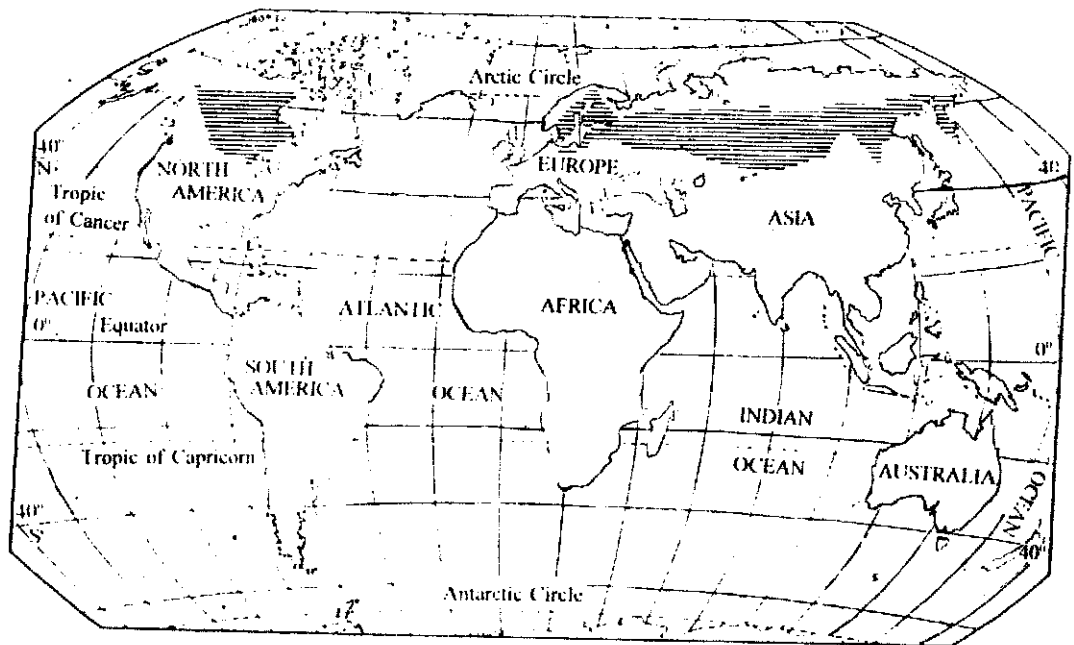 Arctic Circle
40°
N
NORTH
AMERICA
EUROPE
ASIA
PACIFIC
Tropic
of Cancer
PACIFIC
0° Equator
ATLANTIC
AFRICA
0°
SOUTH
AMERICA
OCEAN
OCEAN
INDIAN
Tropic of Capricorn
OCEAN
AUSTRALIA
OCEAN
40°
S
40°
Antarctic Circle